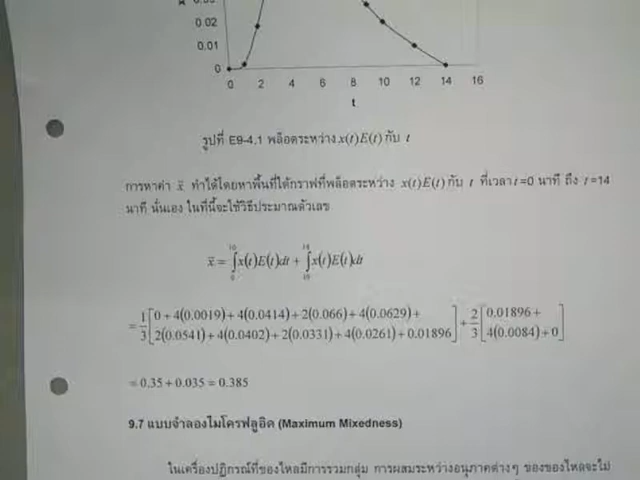 0.02
0.01
0
0 2 4 6 8 10 12 14 16
t
รูปที่ E9-4.1 พล็อตระหว่าง x(t)E(t) กับ t
การหาค่า x̄ ทำได้โดยหาพื้นที่ใต้กราฟที่พล็อตระหว่าง x(t)E(t) กับ t ที่เวลา t=0 นาที ถึง t=14
นาที นั่นเอง ในที่นี้จะใช้วิธีประมาณตัวเลข
x̄ = ∫₀¹⁰ x(t)E(t)dt + ∫₁₀¹⁴ x(t)E(t)dt
= 1/3 [0 + 4(0.0019) + 4(0.0414) + 2(0.066) + 4(0.0629) +
2(0.0541) + 4(0.0402) + 2(0.0331) + 4(0.0261) + 0.01896] + 2/3 [0.01896 +
4(0.0084) + 0]
= 0.35 + 0.035 = 0.385
9.7 แบบจำลองไมโครฟลูอิด (Maximum Mixedness)
ในเครื่องปฏิกรณ์ที่ของไหลมีการรวมกลุ่ม การผสมระหว่างอนุภาคต่างๆ ของของไหลจะไม่